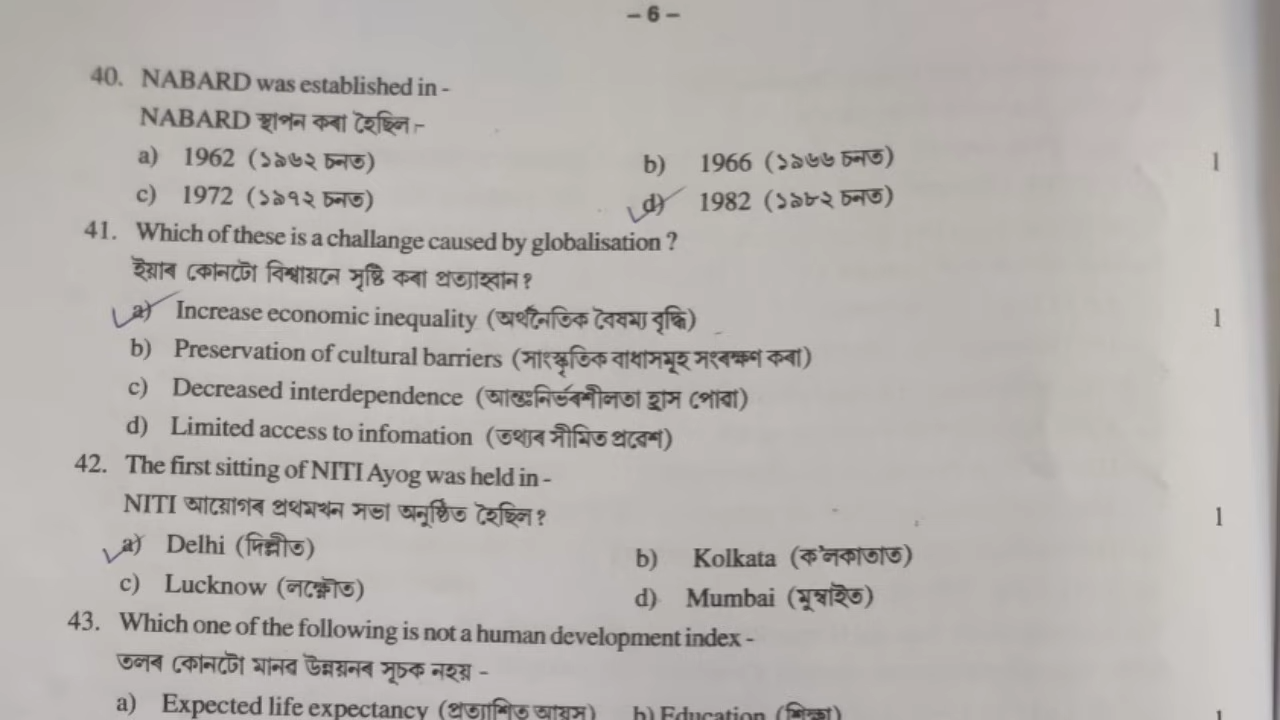 – 6 –
40. NABARD was established in -
NABARD স্থাপন কৰা হৈছিল :-
a) 1962 (১৯৬২ চনত) b) 1966 (১৯৬৬ চনত) 1
c) 1972 (১৯৭২ চনত) d) 1982 (১৯৮২ চনত)
41. Which of these is a challange caused by globalisation ?
ইয়াৰ কোনটো বিশ্বায়নে সৃষ্টি কৰা প্ৰত্যাহ্বান ?
a) Increase economic inequality (অৰ্থনৈতিক বৈষম্য বৃদ্ধি) 1
b) Preservation of cultural barriers (সাংস্কৃতিক বাধাসমূহ সংৰক্ষণ কৰা)
c) Decreased interdependence (আন্তঃনিৰ্ভৰশীলতা হ্ৰাস পোৱা)
d) Limited access to infomation (তথ্যৰ সীমিত প্ৰৱেশ)
42. The first sitting of NITI Ayog was held in -
NITI আয়োগৰ প্ৰথমখন সভা অনুষ্ঠিত হৈছিল ? 1
a) Delhi (দিল্লীত) b) Kolkata (ক'লকাতাত)
c) Lucknow (লক্ষ্ণৌত) d) Mumbai (মুম্বাইত)
43. Which one of the following is not a human development index -
তলৰ কোনটো মানৱ উন্নয়নৰ সূচক নহয় -
a) Expected life expectancy (প্ৰত্যাশিত আয়ুস) b) Education (শিক্ষা) 1